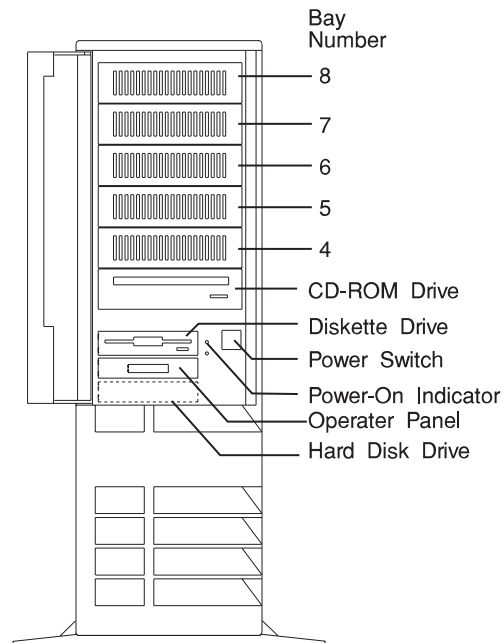 Bay
Number
8
7
6
5
4
CD-ROM Drive
Diskette Drive
Power Switch
Power-On Indicator
Operater Panel
Hard Disk Drive